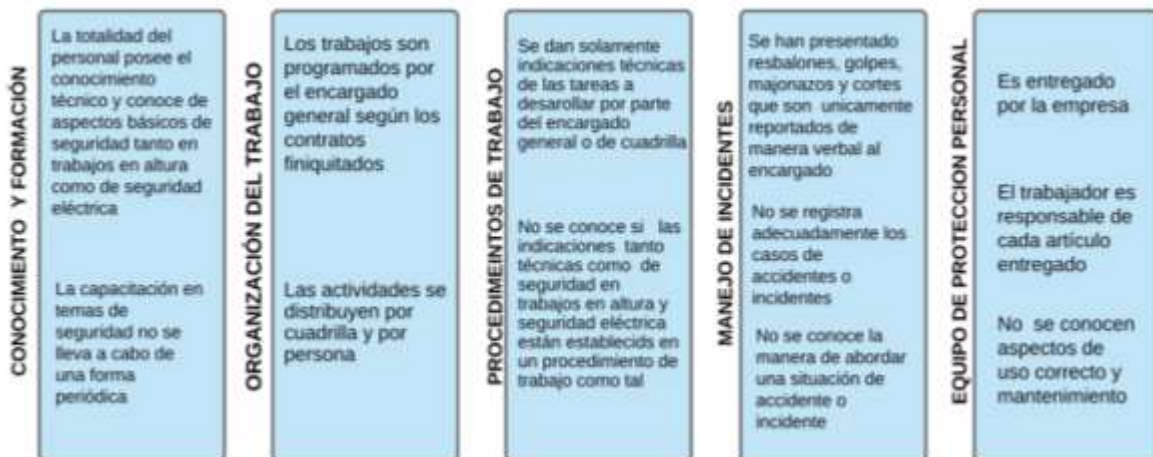 CONOCIMIENTO Y FORMACIÓN
La totalidad del
personal posee el
conocimiento
técnico y conoce de
aspectos básicos de
seguridad tanto en
trabajos en altura
como de seguridad
eléctrica
La capacitación en
temas de
seguridad no se
lleva a cabo de
una forma
periódica
ORGANIZACIÓN DEL TRABAJO
Los trabajos son
programados por
el encargado
general según los
contratos
finiquitados
Las actividades se
distribuyen por
cuadrilla y por
persona
PROCEDIMEINTOS DE TRABAJO
Se dan solamente
indicaciones técnicas
de las tareas a
desarollar por parte
del encargado
general o de cuadrilla
No se conoce si las
indicaciones tanto
técnicas como de
seguridad en
trabajos en altura y
seguridad eléctrica
están establecids en
un procedimiento de
trabajo como tal
MANEJO DE INCIDENTES
Se han presentado
resbalones, golpes,
majonazos y cortes
que son unicamente
reportados de
manera verbal al
encargado
No se registra
adecuadamente los
casos de
accidentes o
incidentes
No se conoce la
manera de abordar
una situación de
accidente o
incidente
EQUIPO DE PROTECCION PERSONAL
Es entregado
por la empresa
El trabajador es
responsable de
cada artículo
entregado
No se conocen
aspectos de
uso correcto y
mantenimiento